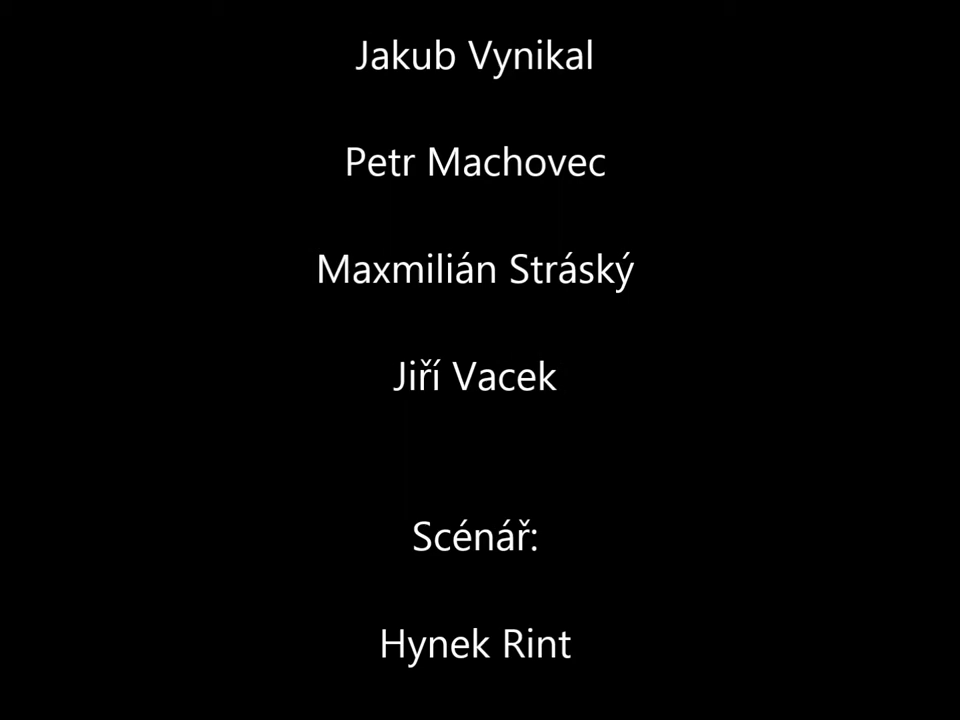 Jakub Vynikal
Petr Machovec
Maxmilián Stráský
Jiří Vacek
Scénář:
Hynek Rint